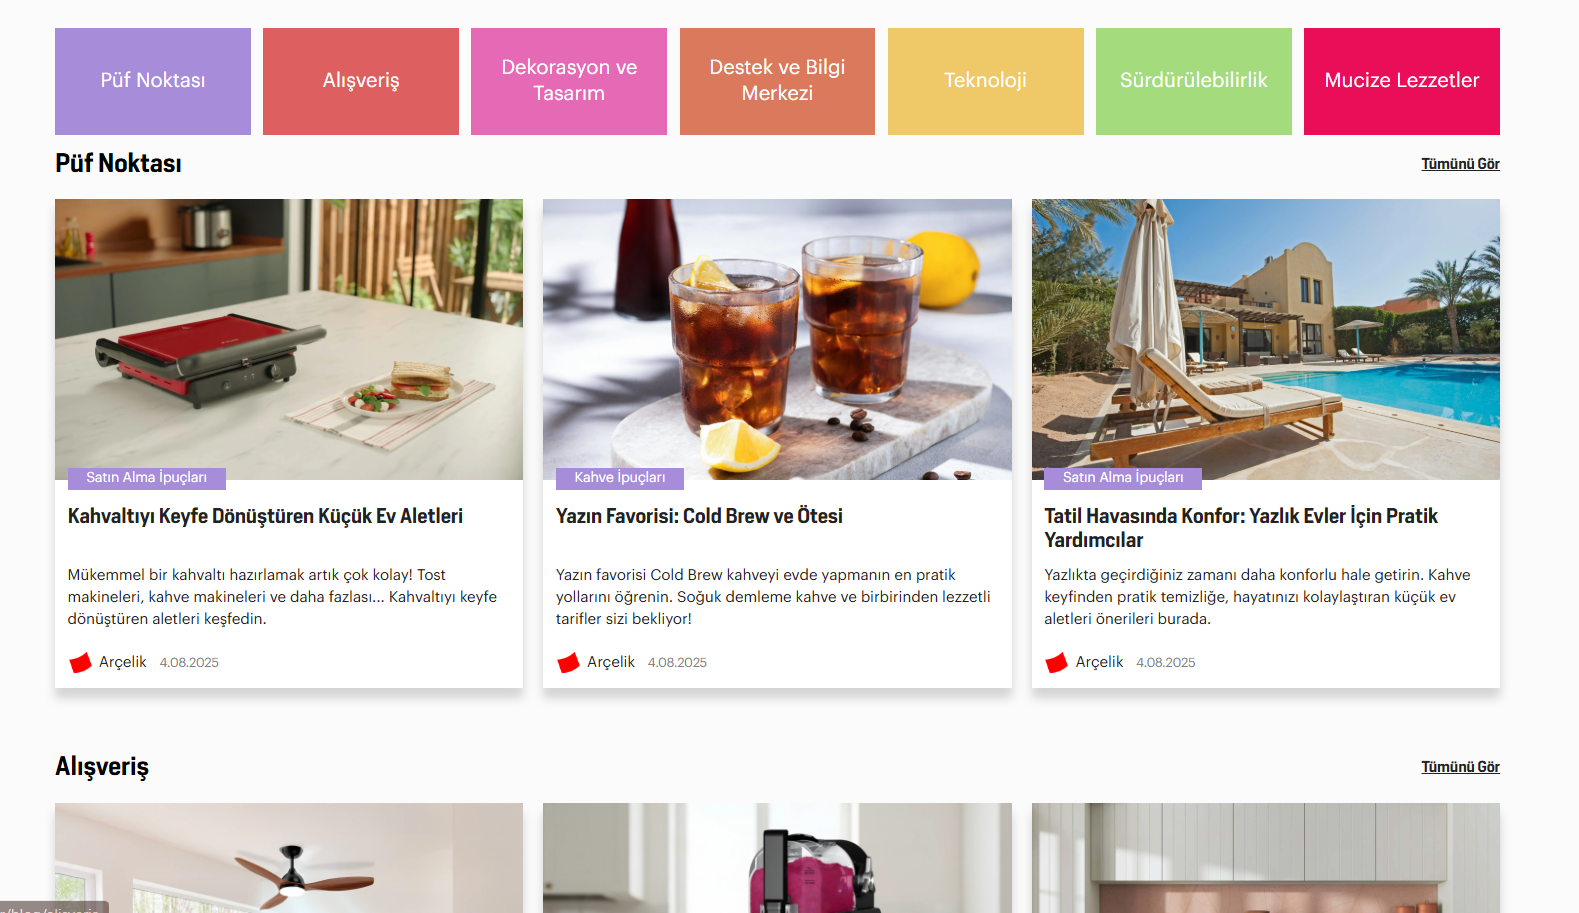 Püf Noktası
Alışveriş
Dekorasyon ve
Tasarım
Destek ve Bilgi
Merkezi
Teknoloji
Sürdürülebilirlik
Mucize Lezzetler
Püf Noktası
Tümünü Gör
Satın Alma İpuçları
Kahvaltıyı Keyfe Dönüştüren Küçük Ev Aletleri
Mükemmel bir kahvaltı hazırlamak artık çok kolay! Tost
makineleri, kahve makineleri ve daha fazlası... Kahvaltıyı keyfe
dönüştüren aletleri keşfedin.
Arçelik 4.08.2025
Kahve İpuçları
Yazın Favorisi: Cold Brew ve Ötesi
Yazın favorisi Cold Brew kahveyi evde yapmanın en pratik
yollarını öğrenin. Soğuk demleme kahve ve birbirinden lezzetli
tarifler sizi bekliyor!
Arçelik 4.08.2025
Satın Alma İpuçları
Tatil Havasında Konfor: Yazlık Evler İçin Pratik
Yardımcılar
Yazlıkta geçirdiğiniz zamanı daha konforlu hale getirin. Kahve
keyfinden pratik temizliğe, hayatınızı kolaylaştıran küçük ev
aletleri önerileri burada.
Arçelik 4.08.2025
Alışveriş
Tümünü Gör